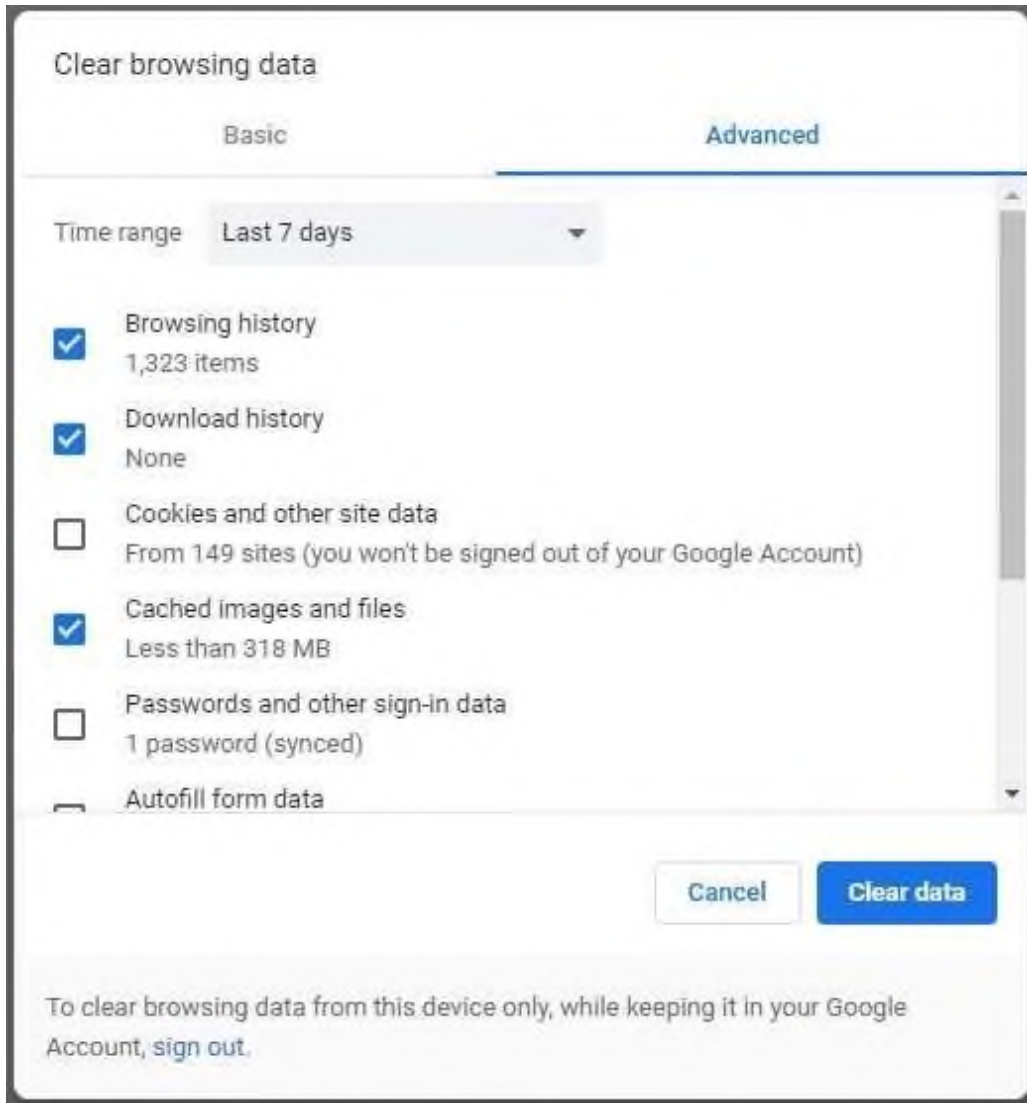 Clear browsing data
Basic
Advanced
Time range
Last 7 days
Browsing history
1,323 items
Download history
None
Cookies and other site data
From 149 sites (you won't be signed out of your Google Account)
Cached images and files
Less than 318 MB
Passwords and other sign-in data
1 password (synced)
Autofill form data
Cancel
Clear data
To clear browsing data from this device only, while keeping it in your Google
Account, sign out.